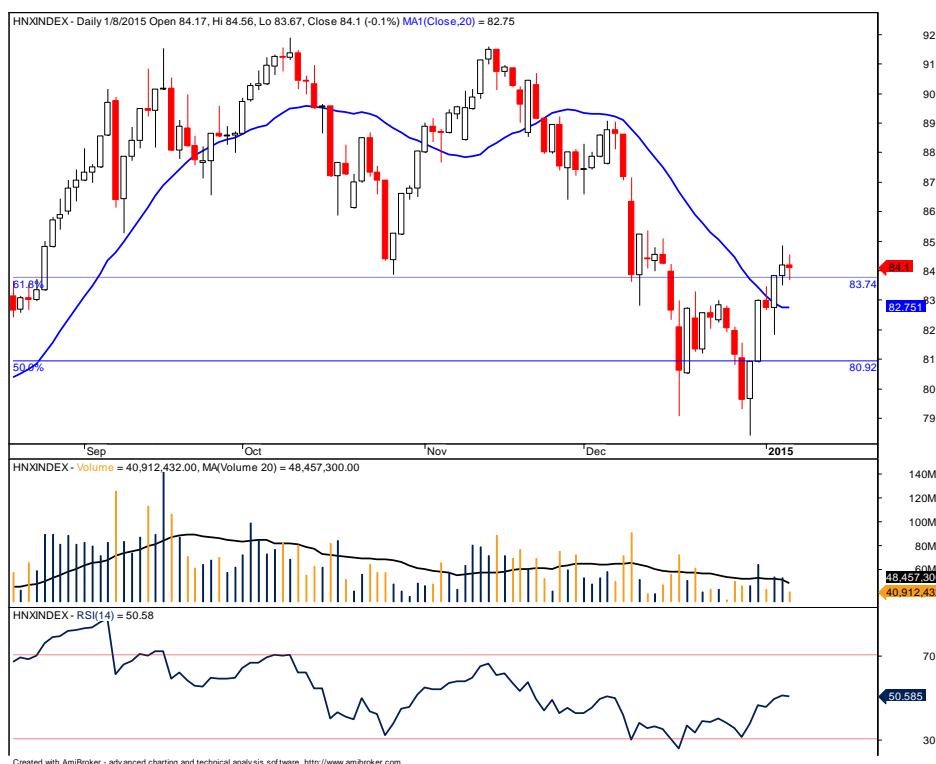 HNXINDEX - Daily 1/8/2015 Open 84.17, Hi 84.56, Lo 83.67, Close 84.1 (-0.1%) MA1(Close,20) = 82.75
92
91
90
89
88
87
86
85
84
84.1
61.8%
83.74
83
82.751
82
81
50.0%
80.92
80
79
Sep Oct Nov Dec 2015
HNXINDEX - Volume = 40,912,432.00, MA(Volume 20) = 48,457,300.00
140M
120M
100M
80M
60M
48,457,30
40,912,43
HNXINDEX - RSI(14) = 50.58
70
50.585
30
Created with AmiBroker - advanced charting and technical analysis software. http://www.amibroker.com